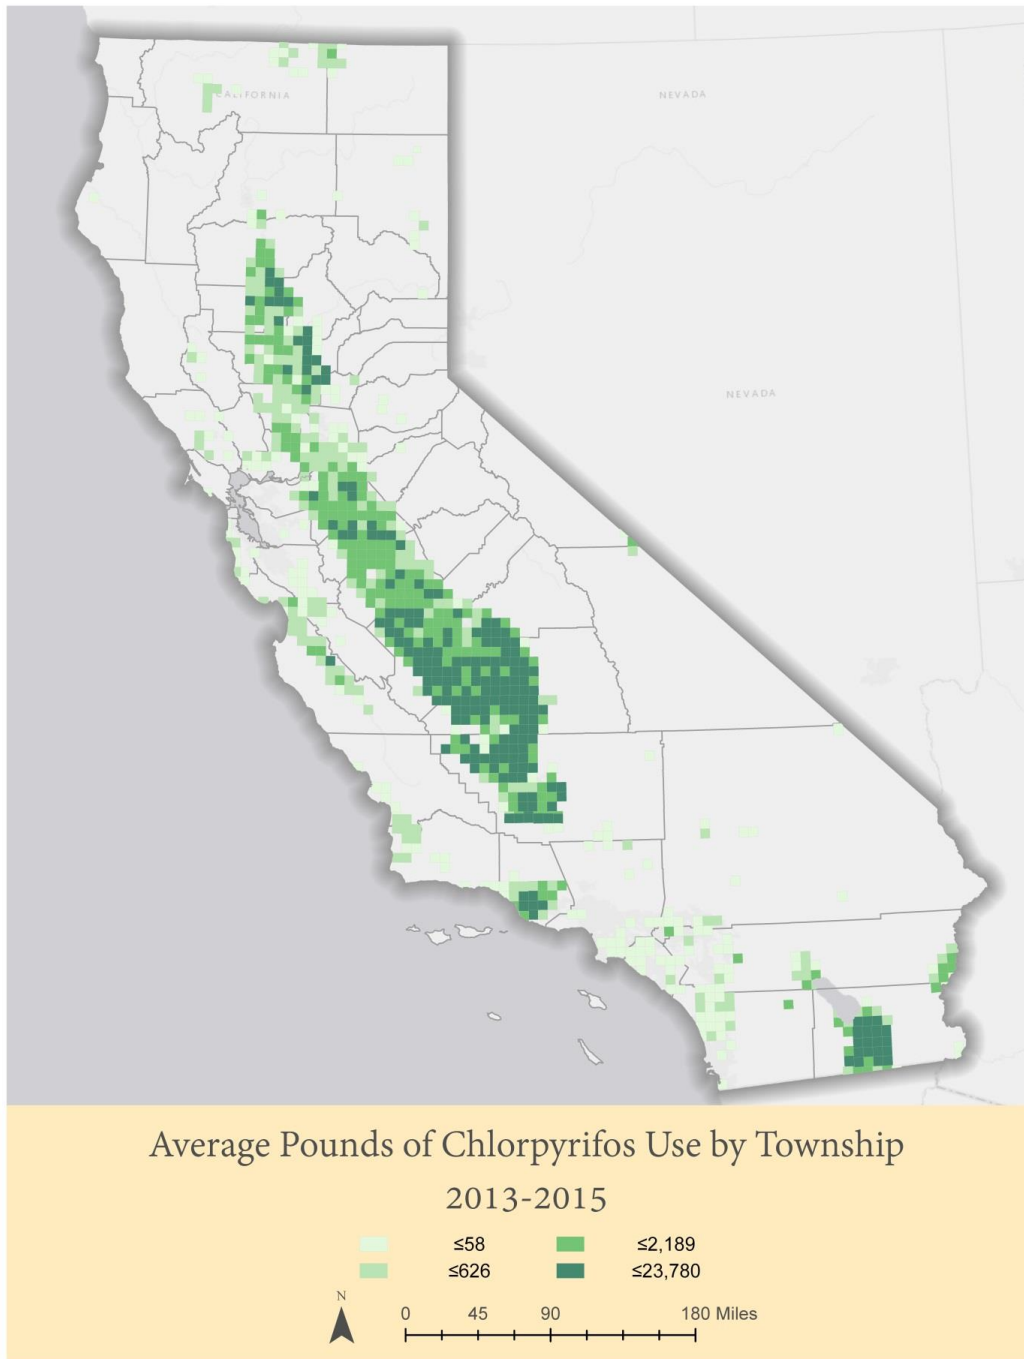 CALIFORNIA
NEVADA
NEVADA
Average Pounds of Chlorpyrifos Use by Township
2013-2015
≤58 ≤2,189
≤626 ≤23,780
N
0 45 90 180 Miles